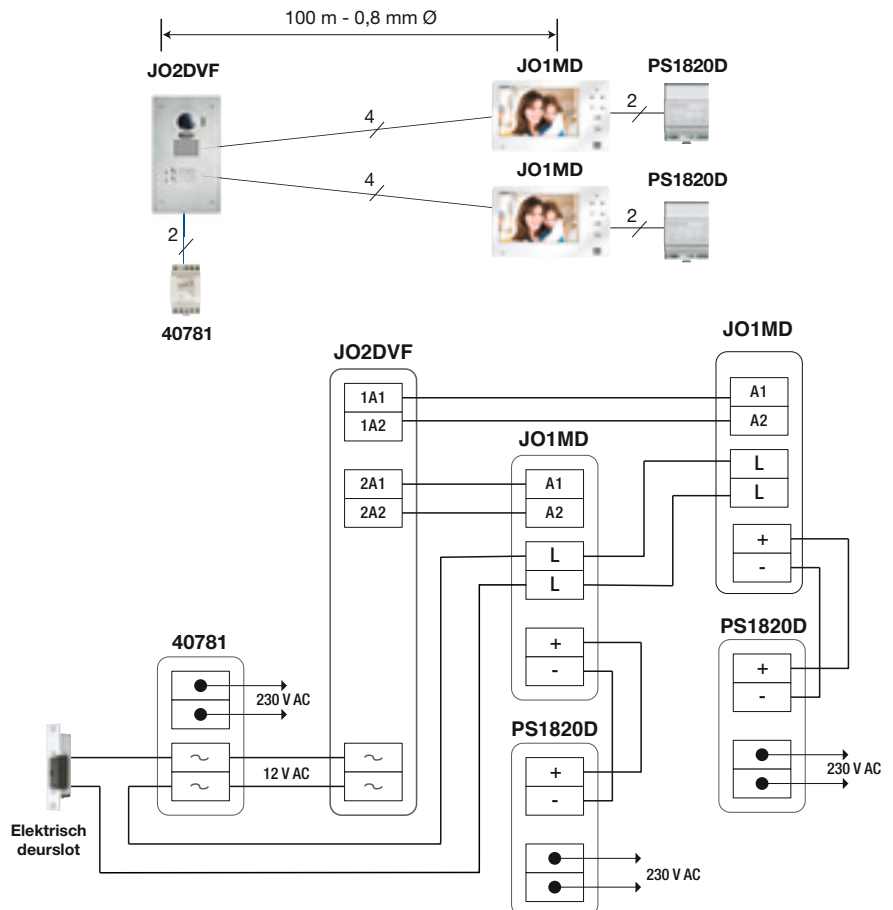 100 m - 0,8 mm Ø
JO2DVF
JO1MD
PS1820D
4
2
JO1MD
PS1820D
4
2
2
40781
JO1MD
JO2DVF
1A1
1A2
A1
A2
JO1MD
L
L
2A1
2A2
A1
A2
+
-
L
L
40781
PS1820D
+
-
+
-
230 V AC
PS1820D
~
~
12 V AC
~
~
+
-
230 V AC
Elektrisch
deurslot
230 V AC